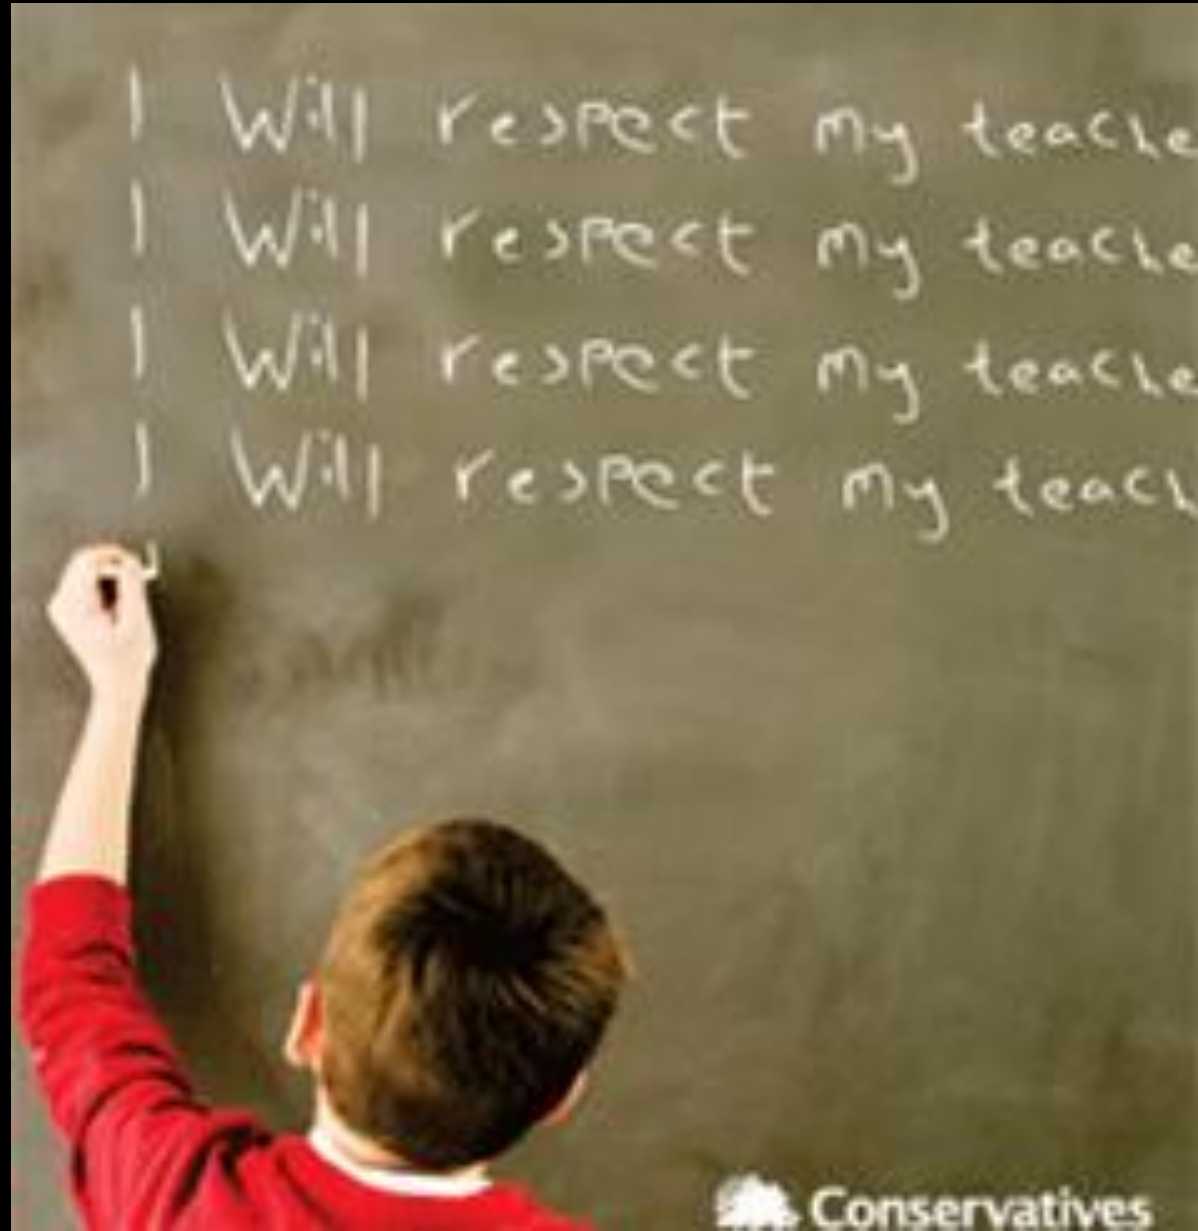 I Will respect my teache
I Will respect my teache
I Will respect my teache
I Will respect my teach
Conservatives